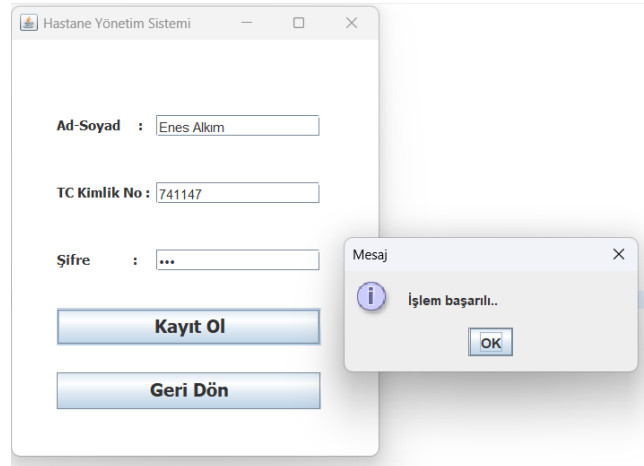 Hastane Yönetim Sistemi
Ad-Soyad : Enes Alkım
TC Kimlik No : 741147
Şifre : •••
Kayıt Ol
Geri Dön
Mesaj
İşlem başarılı..
OK